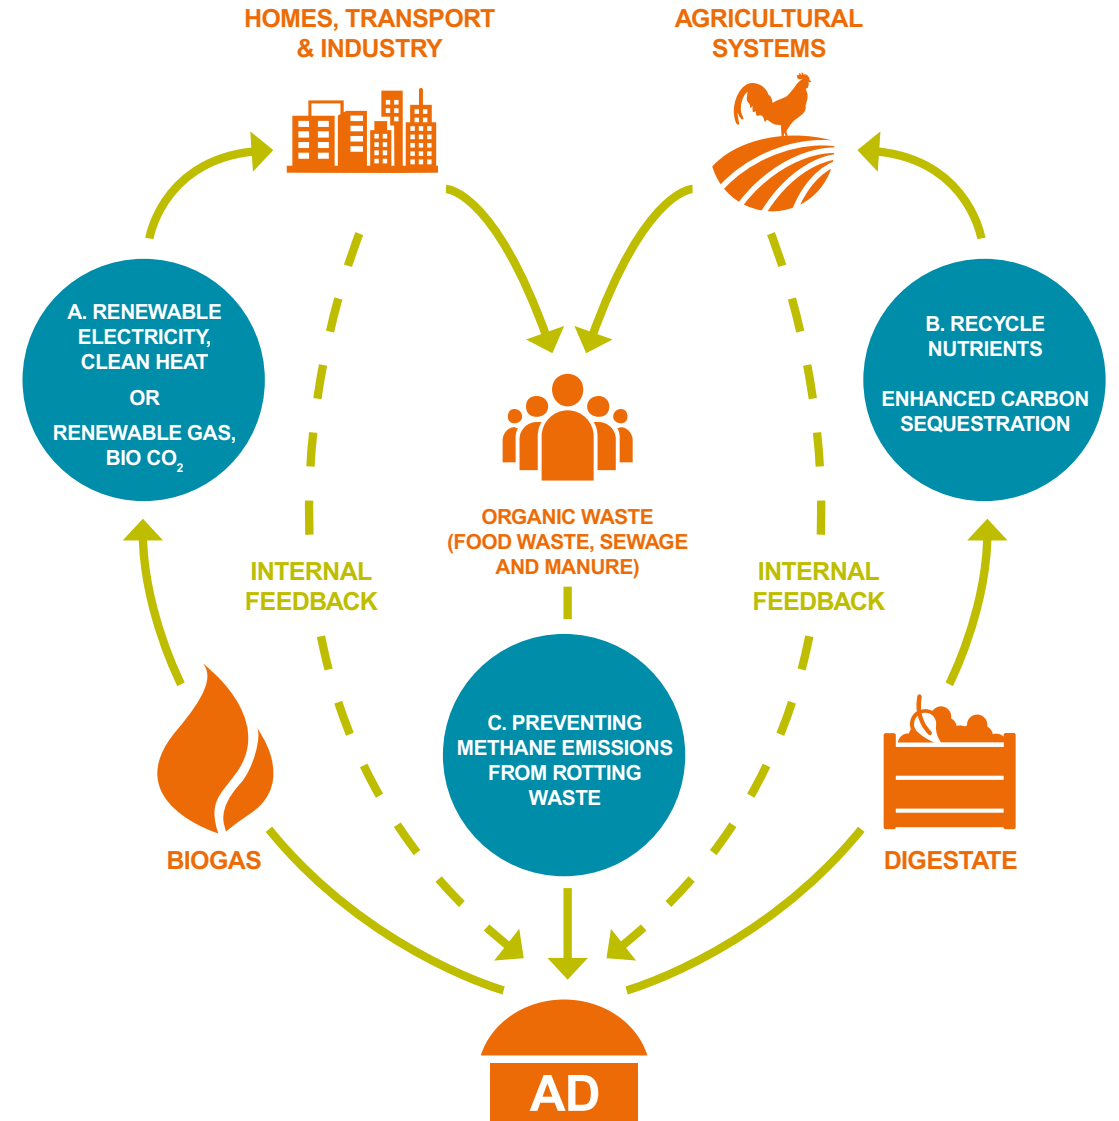 HOMES, TRANSPORT
& INDUSTRY
AGRICULTURAL
SYSTEMS
A. RENEWABLE
ELECTRICITY,
CLEAN HEAT
OR
RENEWABLE GAS,
BIO CO₂
B. RECYCLE
NUTRIENTS
ENHANCED CARBON
SEQUESTRATION
ORGANIC WASTE
(FOOD WASTE, SEWAGE
AND MANURE)
INTERNAL
FEEDBACK
INTERNAL
FEEDBACK
C. PREVENTING
METHANE EMISSIONS
FROM ROTTING
WASTE
BIOGAS
DIGESTATE
AD